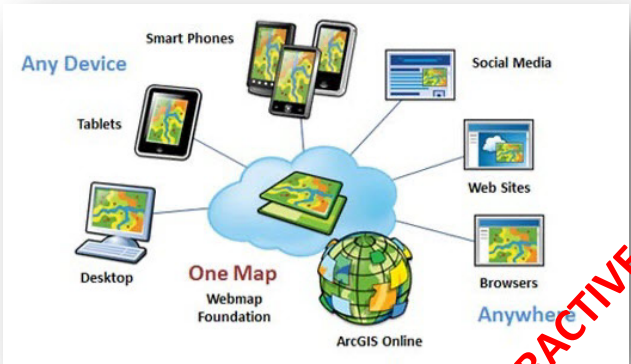 Smart Phones
Any Device
Social Media
Tablets
Web Sites
Desktop
One Map
Webmap
Foundation
Browsers
Anywhere
ArcGIS Online